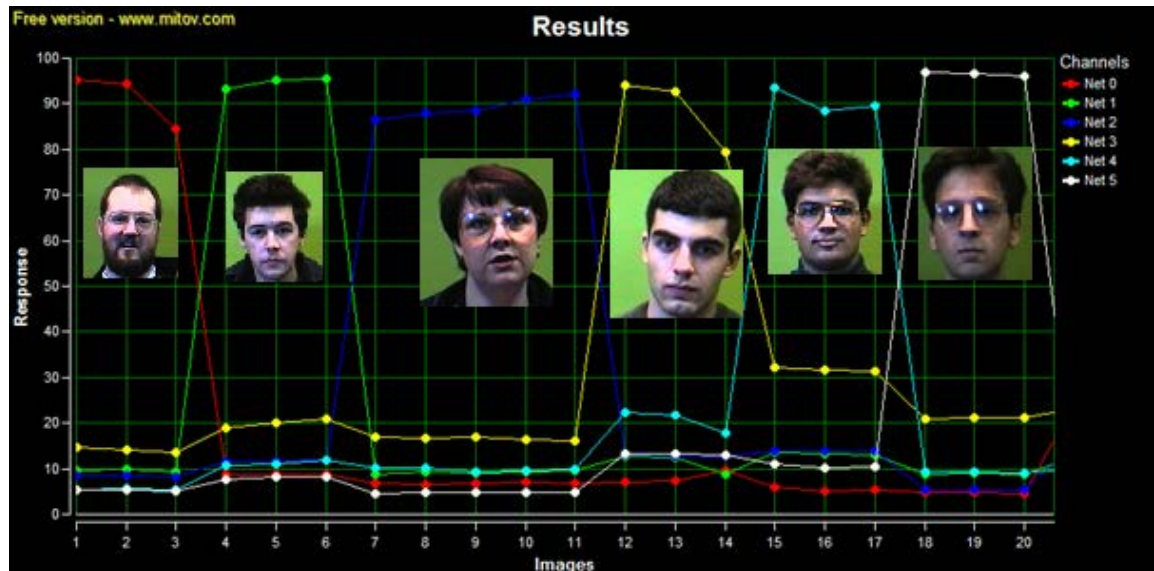 Free version - www.mitov.com
Results
Channels
Net 0
Net 1
Net 2
Net 3
Net 4
Net 5
Response
100
90
80
70
60
50
40
30
20
10
0
1 2 3 4 5 6 7 8 9 10 11 12 13 14 15 16 17 18 19 20
Images